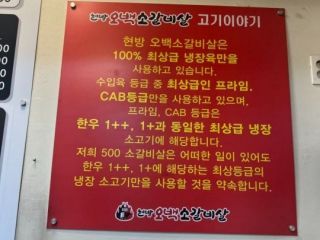 현방 오백소갈비살 고기이야기
현방 오백소갈비살은
100% 최상급 냉장육만을
사용하고 있습니다.
수입육 등급 중 최상급인 프라임.
CAB등급만을 사용하고 있으며,
프라임, CAB 등급은
한우 1++, 1+과 동일한 최상급 냉장
소고기에 해당합니다.
저희 500 소갈비살은 어떠한 일이 있어도
한우 1++, 1+에 해당하는 최상등급의
냉장 소고기만을 사용할 것을 약속합니다.
현방 오백소갈비살